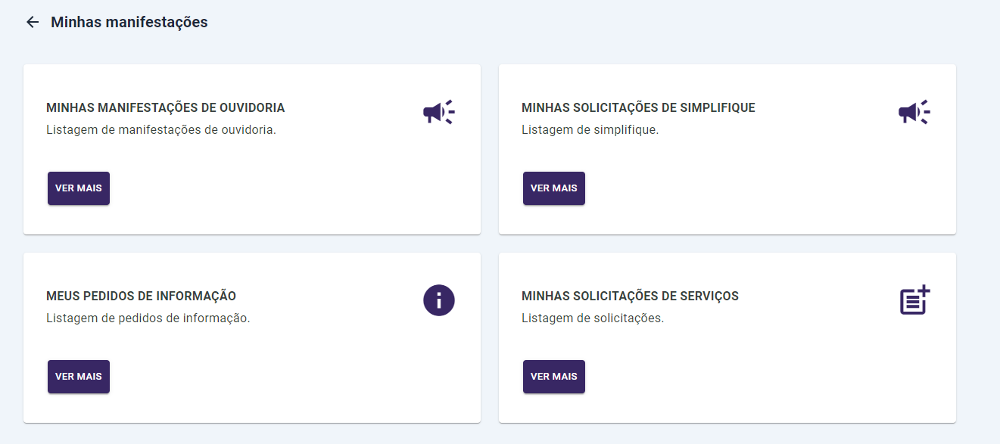 Minhas manifestações
MINHAS MANIFESTAÇÕES DE OUVIDORIA
Listagem de manifestações de ouvidoria.
VER MAIS
MINHAS SOLICITAÇÕES DE SIMPLIFIQUE
Listagem de simplifique.
VER MAIS
MEUS PEDIDOS DE INFORMAÇÃO
Listagem de pedidos de informação.
VER MAIS
MINHAS SOLICITAÇÕES DE SERVIÇOS
Listagem de solicitações.
VER MAIS